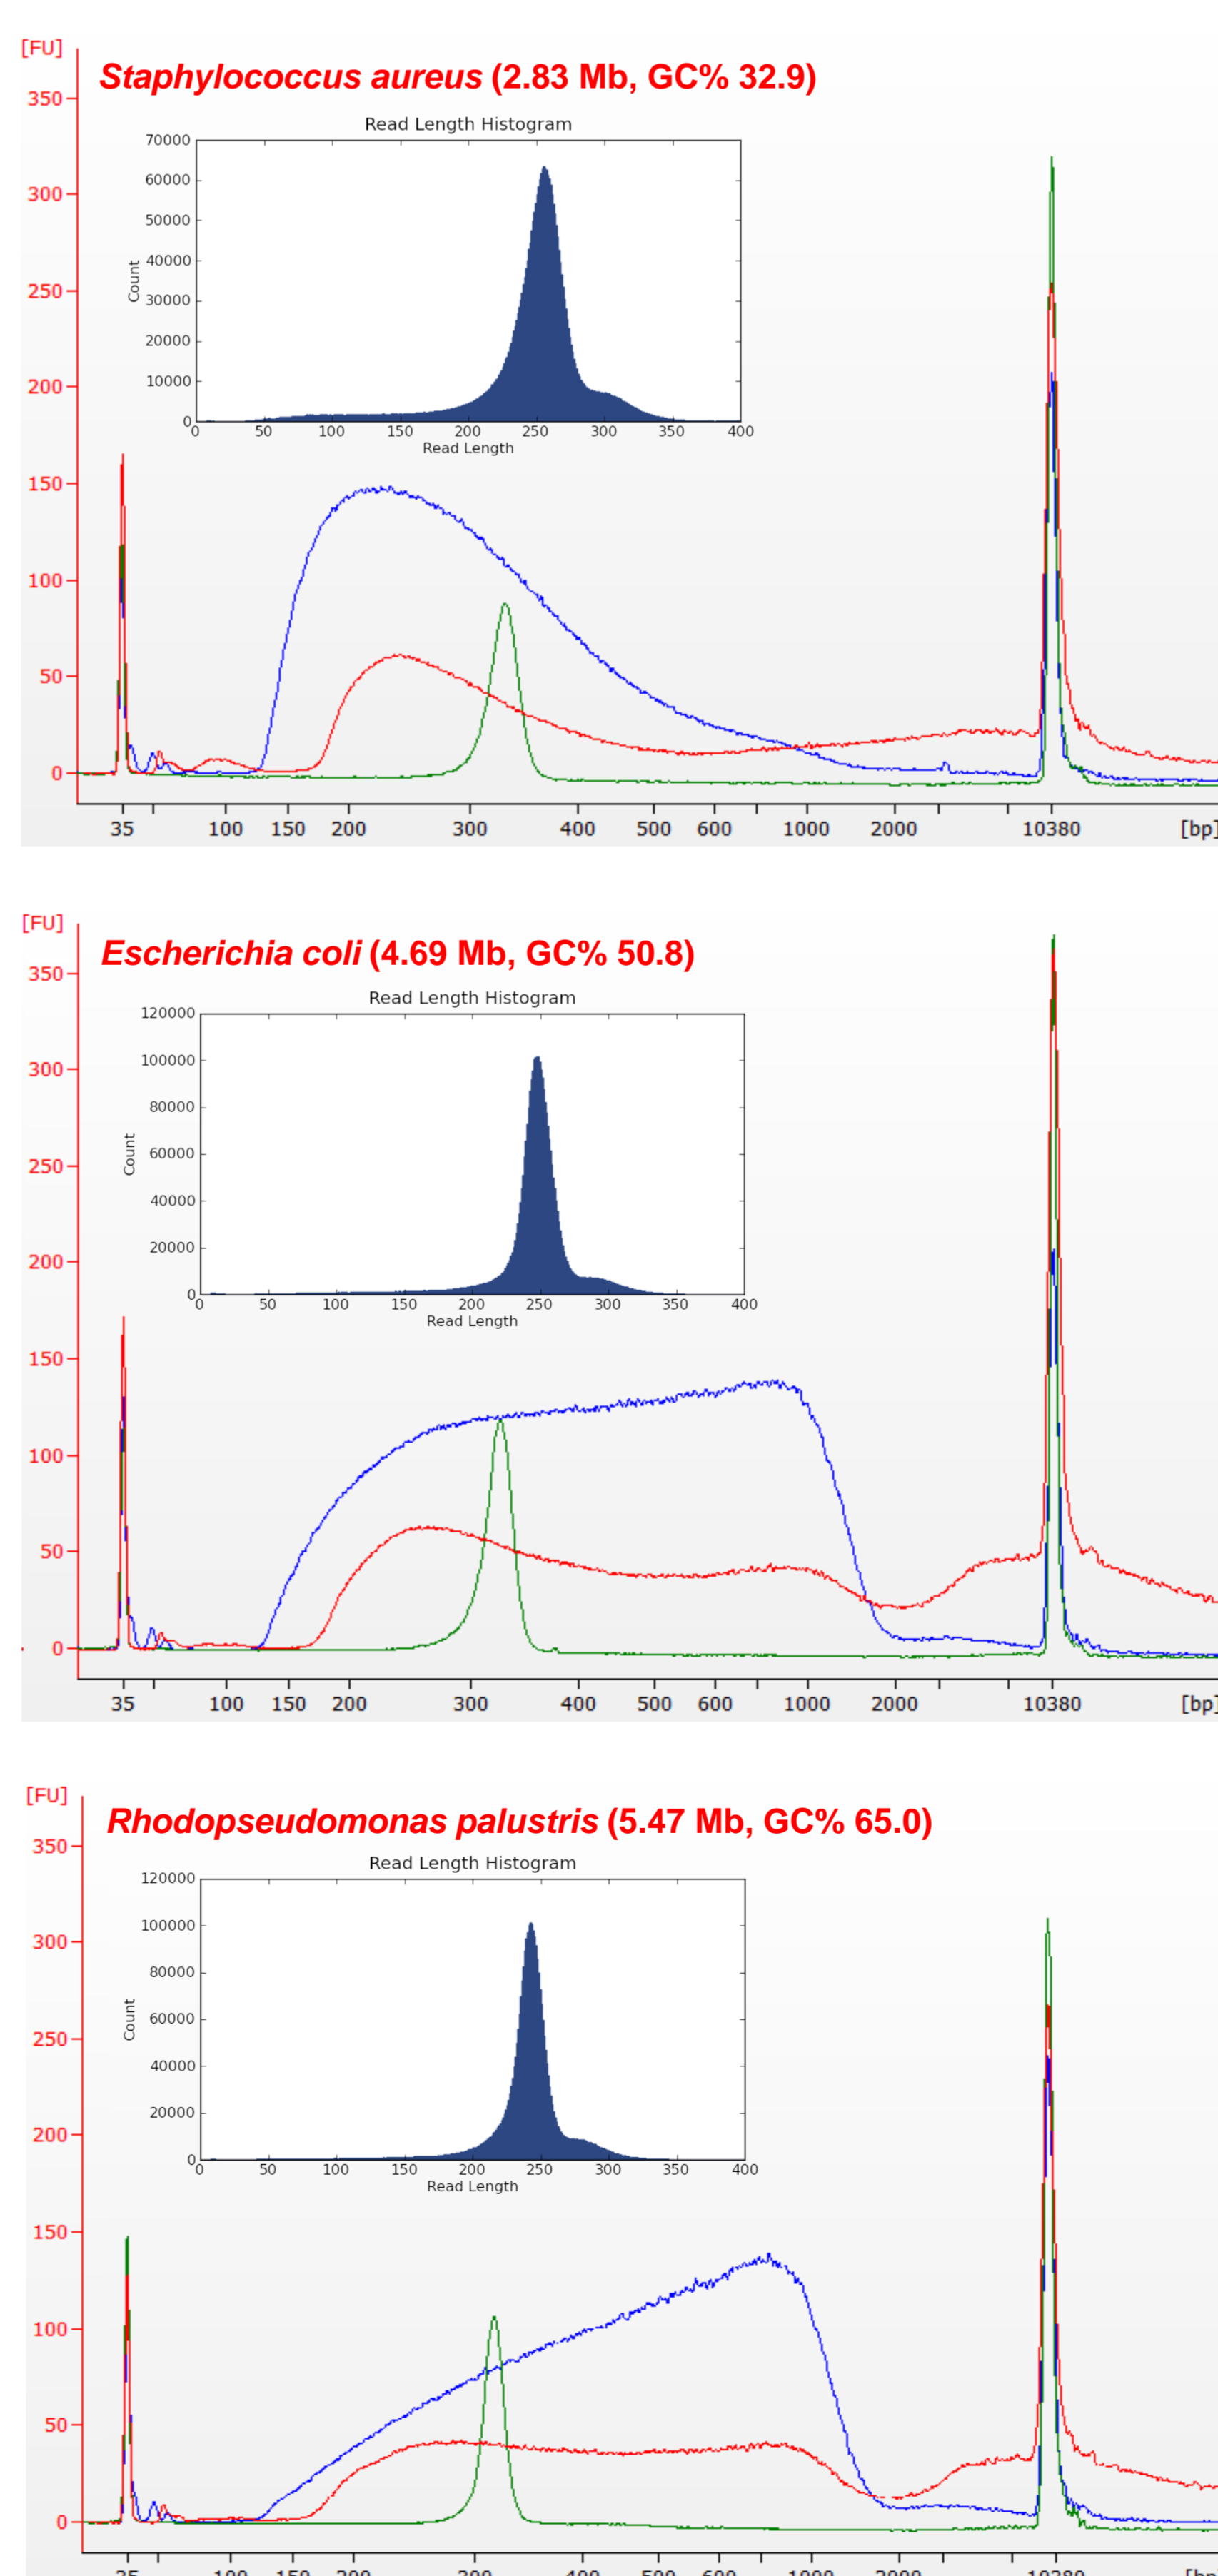 [FU]
Staphylococcus aureus (2.83 Mb, GC% 32.9)
350
Read Length Histogram
70000
60000
50000
40000
30000
20000
10000
0
Count
0 50 100 150 200 250 300 350 400
Read Length
300
250
200
150
100
50
0
35 100 150 200 300 400 500 600 1000 2000 10380 [bp]
[FU]
Escherichia coli (4.69 Mb, GC% 50.8)
350
Read Length Histogram
120000
100000
80000
60000
40000
20000
0
Count
0 50 100 150 200 250 300 350 400
Read Length
300
250
200
150
100
50
0
35 100 150 200 300 400 500 600 1000 2000 10380 [bp]
[FU]
Rhodopseudomonas palustris (5.47 Mb, GC% 65.0)
350
Read Length Histogram
120000
100000
80000
60000
40000
20000
0
Count
0 50 100 150 200 250 300 350 400
Read Length
300
250
200
150
100
50
0